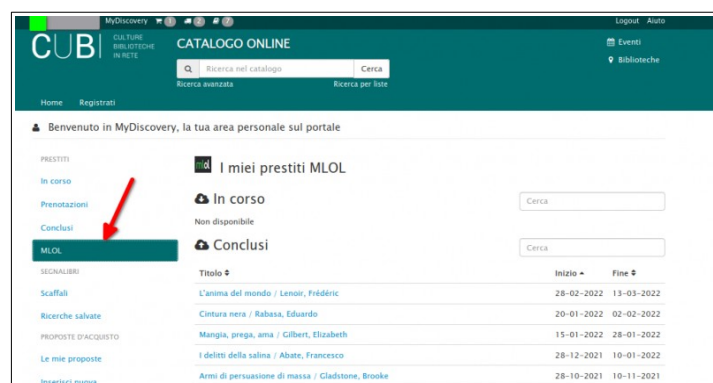 MyDiscovery 1 2 7 Logout Aiuto
CUBI CULTURE BIBLIOTECHE IN RETE
CATALOGO ONLINE
Eventi
Biblioteche
Ricerca nel catalogo Cerca
Ricerca avanzata Ricerca per liste
Home Registrati
Benvenuto in MyDiscovery, la tua area personale sul portale
PRESTITI
In corso
Prenotazioni
Conclusi
MLOL
SEGNALIBRI
Scaffali
Ricerche salvate
PROPOSTE D'ACQUISTO
Le mie proposte
Inserisci nuova
mlol I miei prestiti MLOL
In corso Cerca
Non disponibile
Conclusi Cerca
Titolo Inizio Fine
L'anima del mondo / Lenoir, Frédéric 28-02-2022 13-03-2022
Cintura nera / Rabasa, Eduardo 20-01-2022 02-02-2022
Mangia, prega, ama / Gilbert, Elizabeth 15-01-2022 28-01-2022
I delitti della salina / Abate, Francesco 28-12-2021 10-01-2022
Armi di persuasione di massa / Gladstone, Brooke 28-10-2021 10-11-2021